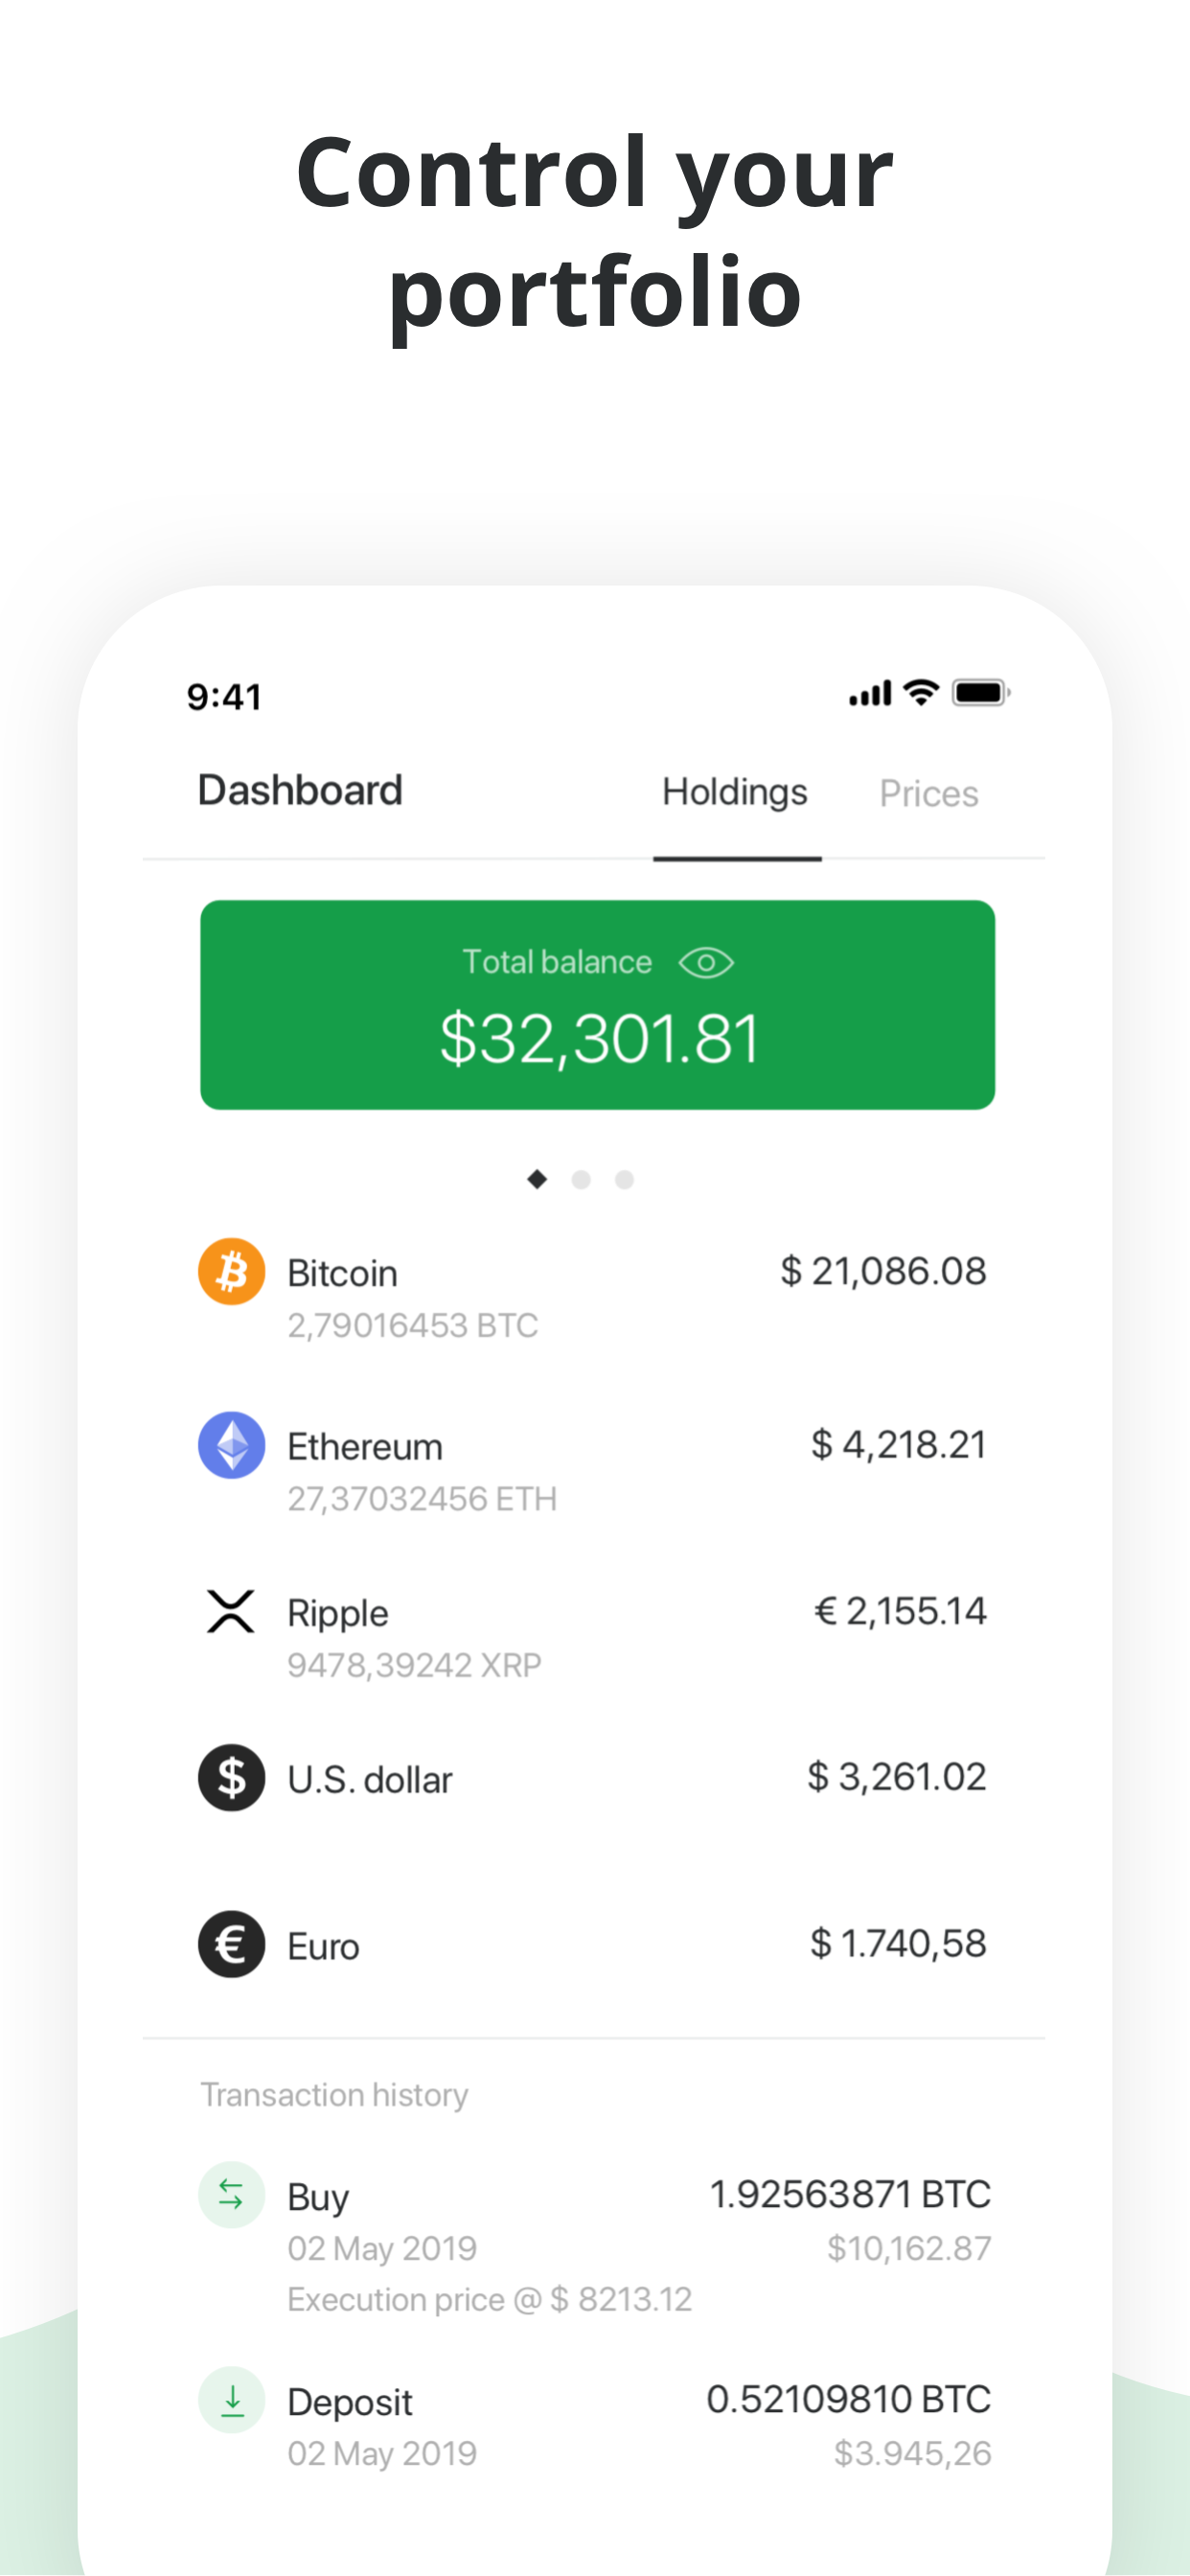 Control your
portfolio
9:41
Dashboard Holdings Prices
Total balance
$32,301.81
Bitcoin $ 21,086.08
2,79016453 BTC
Ethereum $ 4,218.21
27,37032456 ETH
Ripple € 2,155.14
9478,39242 XRP
U.S. dollar $ 3,261.02
Euro $ 1.740,58
Transaction history
Buy 1.92563871 BTC
02 May 2019 $10,162.87
Execution price @ $ 8213.12
Deposit 0.52109810 BTC
02 May 2019 $3.945,26